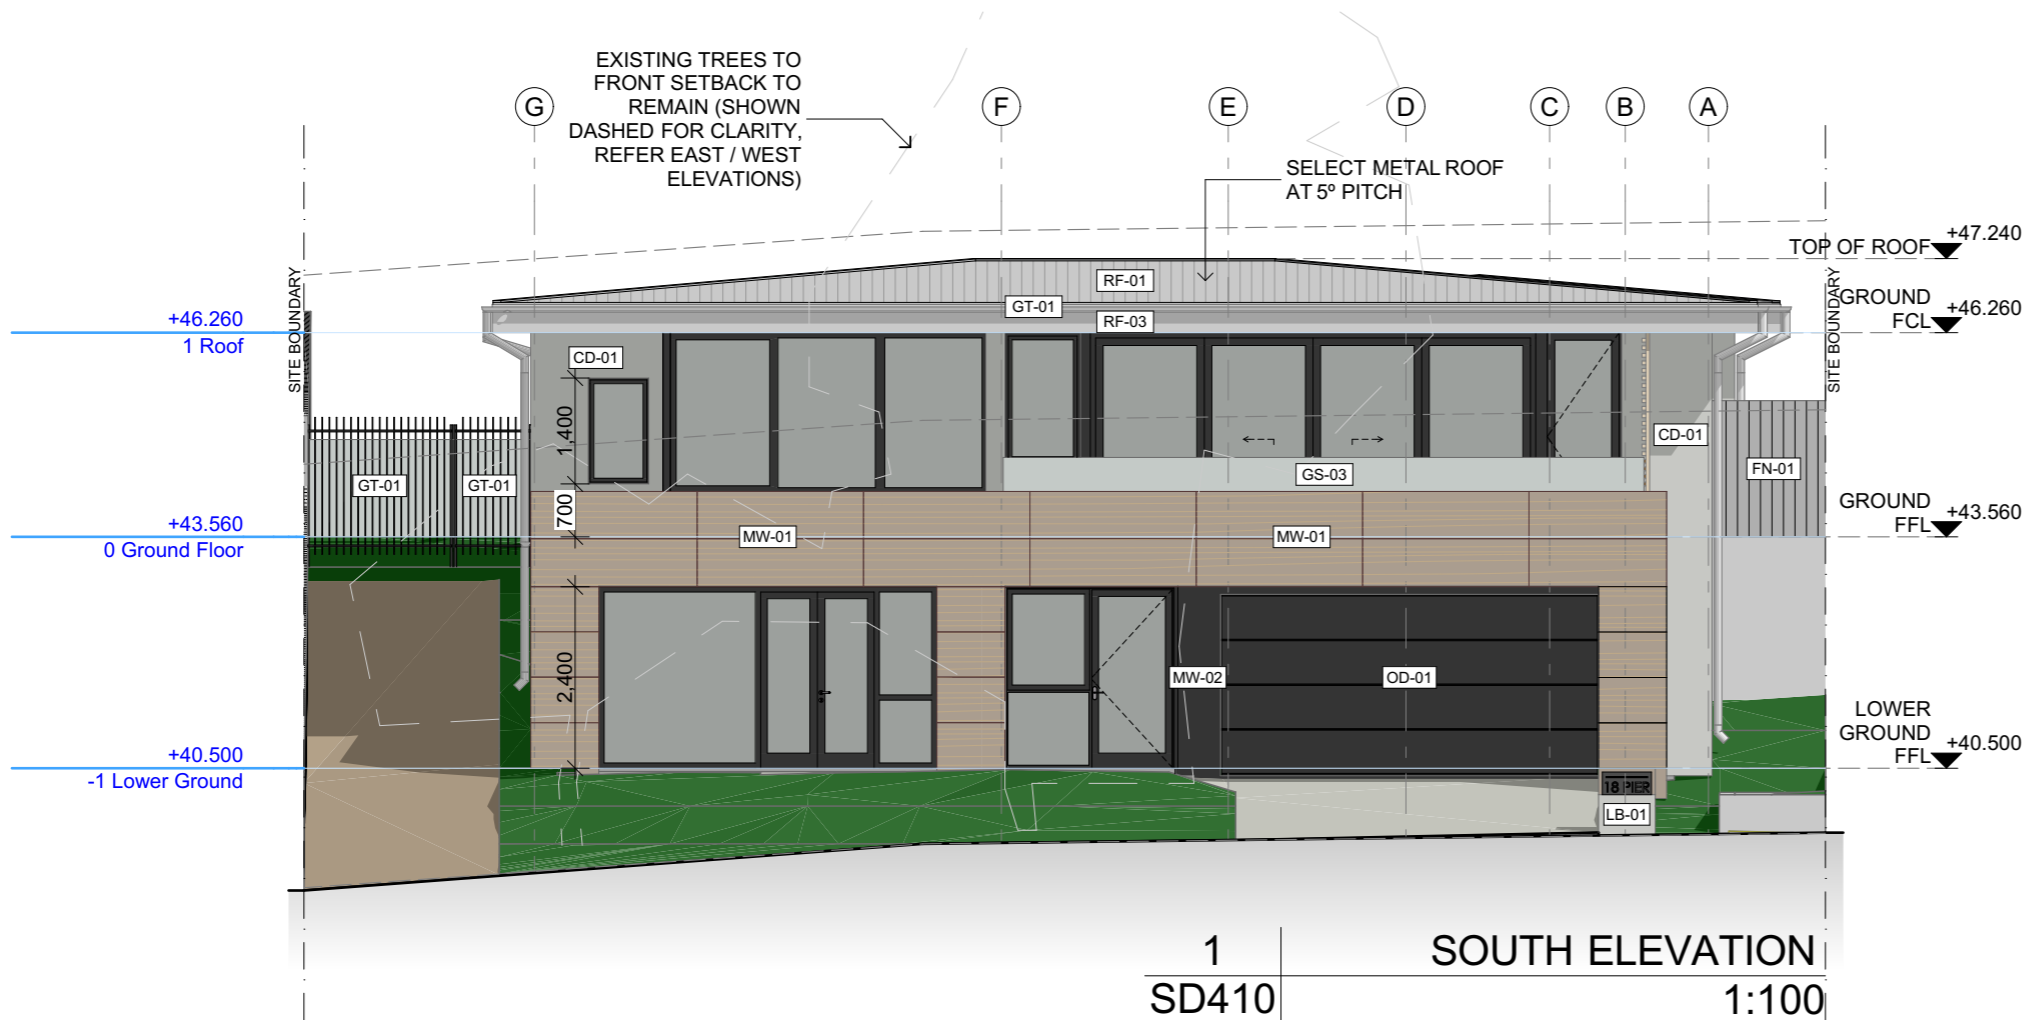 EXISTING TREES TO
FRONT SETBACK TO
REMAIN (SHOWN
DASHED FOR CLARITY,
REFER EAST / WEST
ELEVATIONS)
G
F
E
D
C
B
A
SELECT METAL ROOF
AT 5º PITCH
TOP OF ROOF
+47.240
GROUND
FCL
+46.260
GROUND
FFL
+43.560
LOWER
GROUND
FFL
+40.500
+46.260
1 Roof
+43.560
0 Ground Floor
+40.500
-1 Lower Ground
SITE BOUNDARY
SITE BOUNDARY
RF-01
GT-01
RF-03
CD-01
1,400
CD-01
GT-01
GT-01
GS-03
FN-01
700
MW-01
MW-01
2,400
MW-02
OD-01
18 PIER
LB-01
1
SOUTH ELEVATION
SD410
1:100